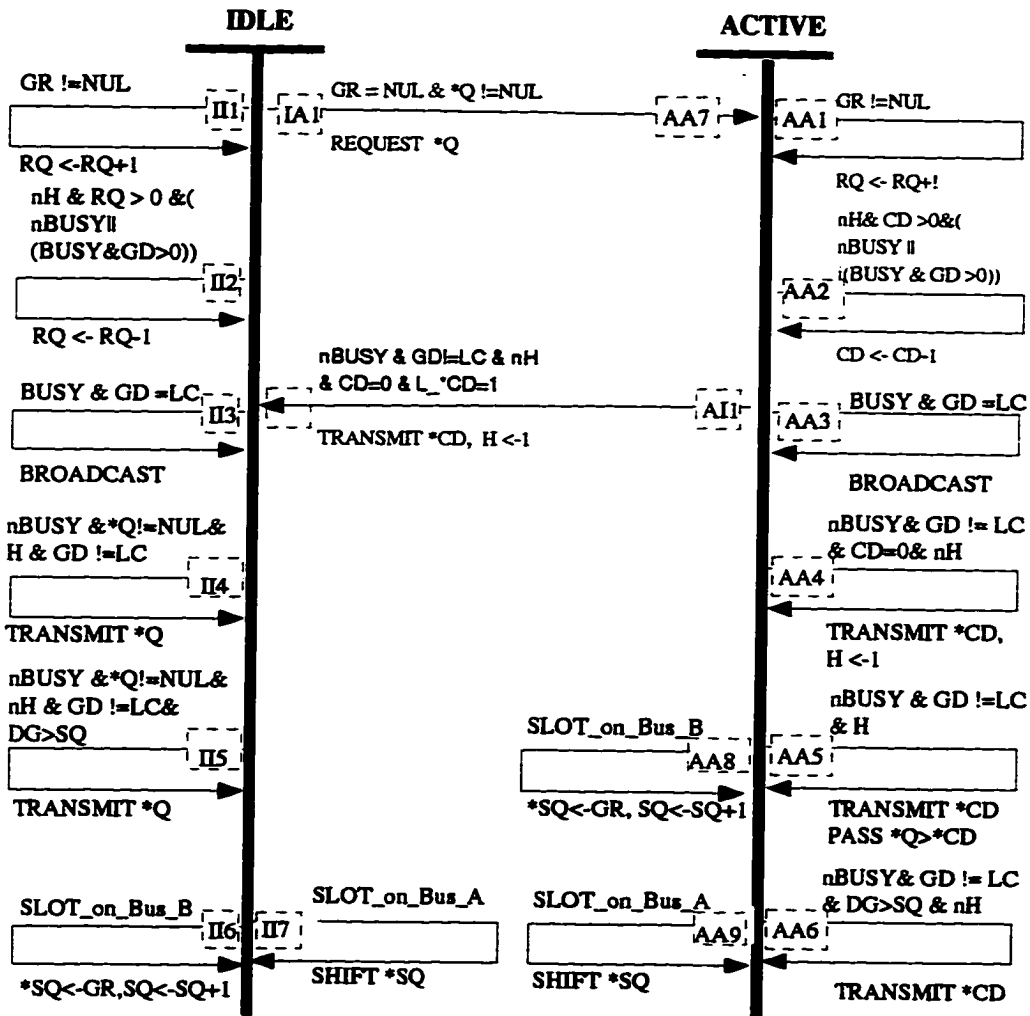 IDLE
ACTIVE
GR !=NUL
II1
IA1
GR = NUL & *Q !=NUL
AA7
AA1
GR !=NUL
RQ <-RQ+1
REQUEST *Q
RQ <- RQ+!
nH & RQ > 0 &(
nBUSY||
(BUSY&GD>0))
II2
RQ <- RQ-1
nH& CD >0&(
nBUSY ||
i(BUSY & GD >0))
AA2
CD <- CD-1
nBUSY & GD!=LC & nH
& CD=0 & L_*CD=1
AI1
TRANSMIT *CD, H <-1
BUSY & GD =LC
II3
BROADCAST
BUSY & GD =LC
AA3
BROADCAST
nBUSY &*Q!=NUL&
H & GD !=LC
II4
TRANSMIT *Q
nBUSY& GD != LC
& CD=0& nH
AA4
TRANSMIT *CD,
H <-1
nBUSY &*Q!=NUL&
nH & GD !=LC&
DG>SQ
II5
TRANSMIT *Q
SLOT_on_Bus_B
AA8
*SQ<-GR, SQ<-SQ+1
nBUSY & GD !=LC
& H
AA5
TRANSMIT *CD
PASS *Q>*CD
SLOT_on_Bus_B
II6
*SQ<-GR,SQ<-SQ+1
SLOT_on_Bus_A
II7
SHIFT *SQ
SLOT_on_Bus_A
AA9
SHIFT *SQ
nBUSY& GD != LC
& DG>SQ & nH
AA6
TRANSMIT *CD